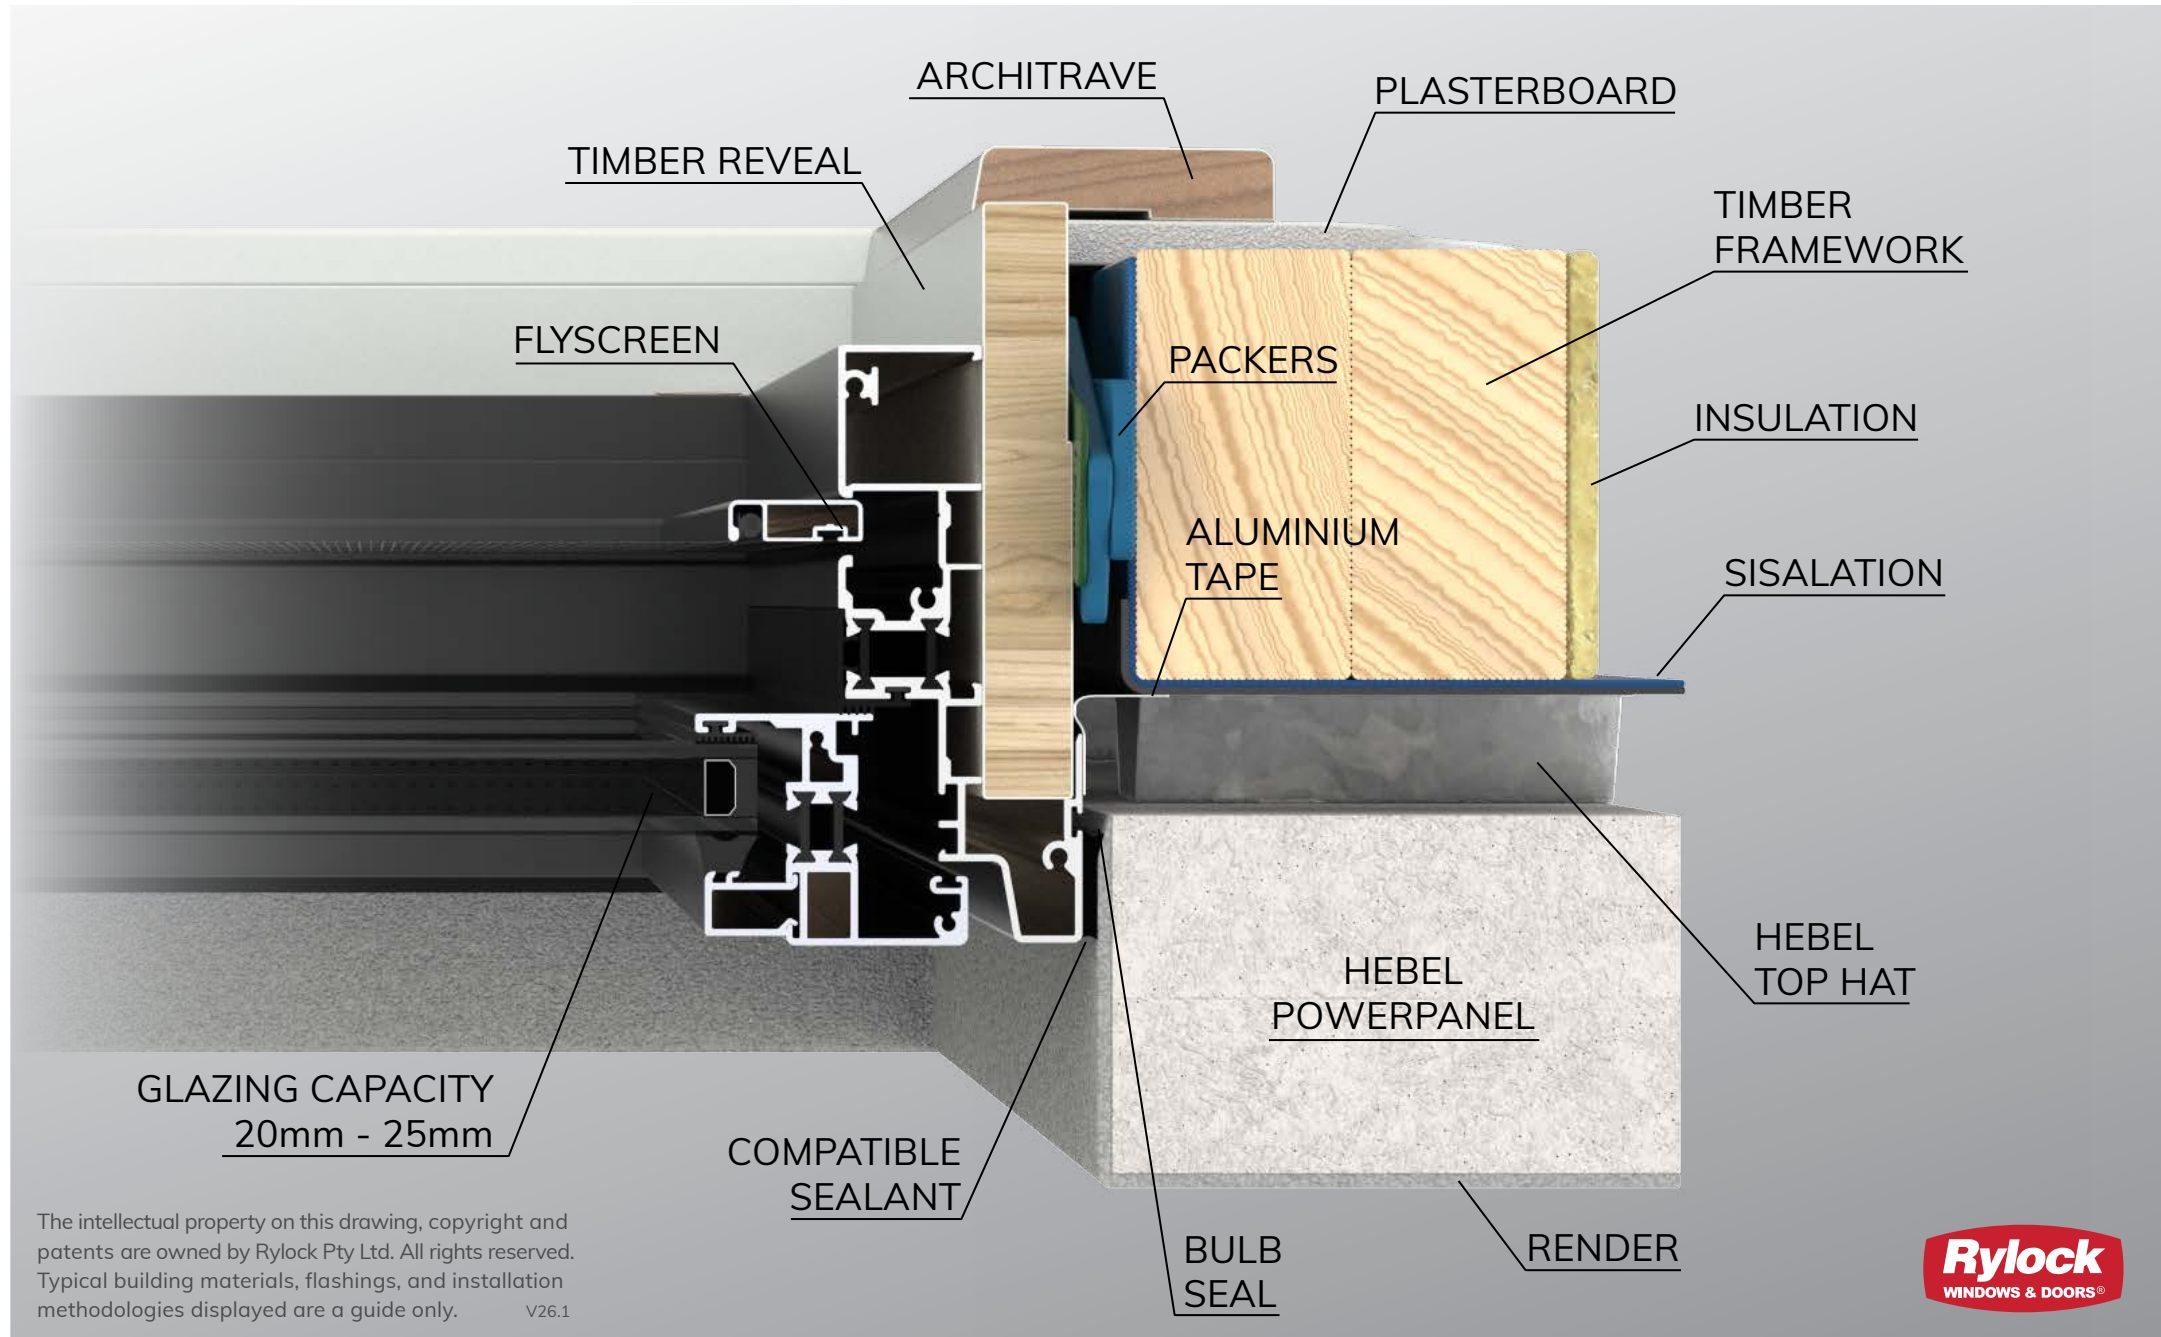 ARCHITRAVE
PLASTERBOARD
TIMBER REVEAL
TIMBER
FRAMEWORK
FLYSCREEN
PACKERS
INSULATION
ALUMINIUM
TAPE
SISALATION
HEBEL
TOP HAT
HEBEL
POWERPANEL
GLAZING CAPACITY
20mm - 25mm
COMPATIBLE
SEALANT
BULB
SEAL
RENDER
The intellectual property on this drawing, copyright and
patents are owned by Rylock Pty Ltd. All rights reserved.
Typical building materials, flashings, and installation
methodologies displayed are a guide only. V26.1
Rylock
WINDOWS & DOORS®